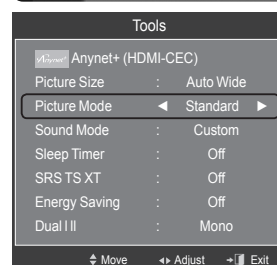 Tools
Anynet+ Anynet+ (HDMI-CEC)
Picture Size : Auto Wide
Picture Mode ◄ Standard ►
Sound Mode : Custom
Sleep Timer : Off
SRS TS XT : Off
Energy Saving : Off
Dual l ll : Mono
Move Adjust Exit